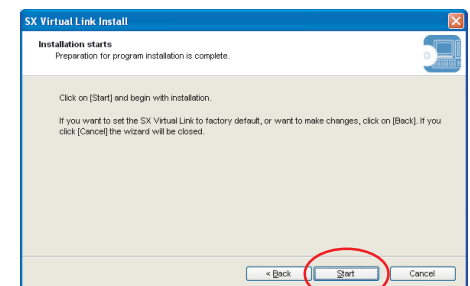 SX Virtual Link Install
Installation starts
Preparation for program installation is complete.
Click on [Start] and begin with installation.
If you want to set the SX Virtual Link to factory default, or want to make changes, click on [Back]. If you
click [Cancel] the wizard will be closed.
< Back
Start
Cancel